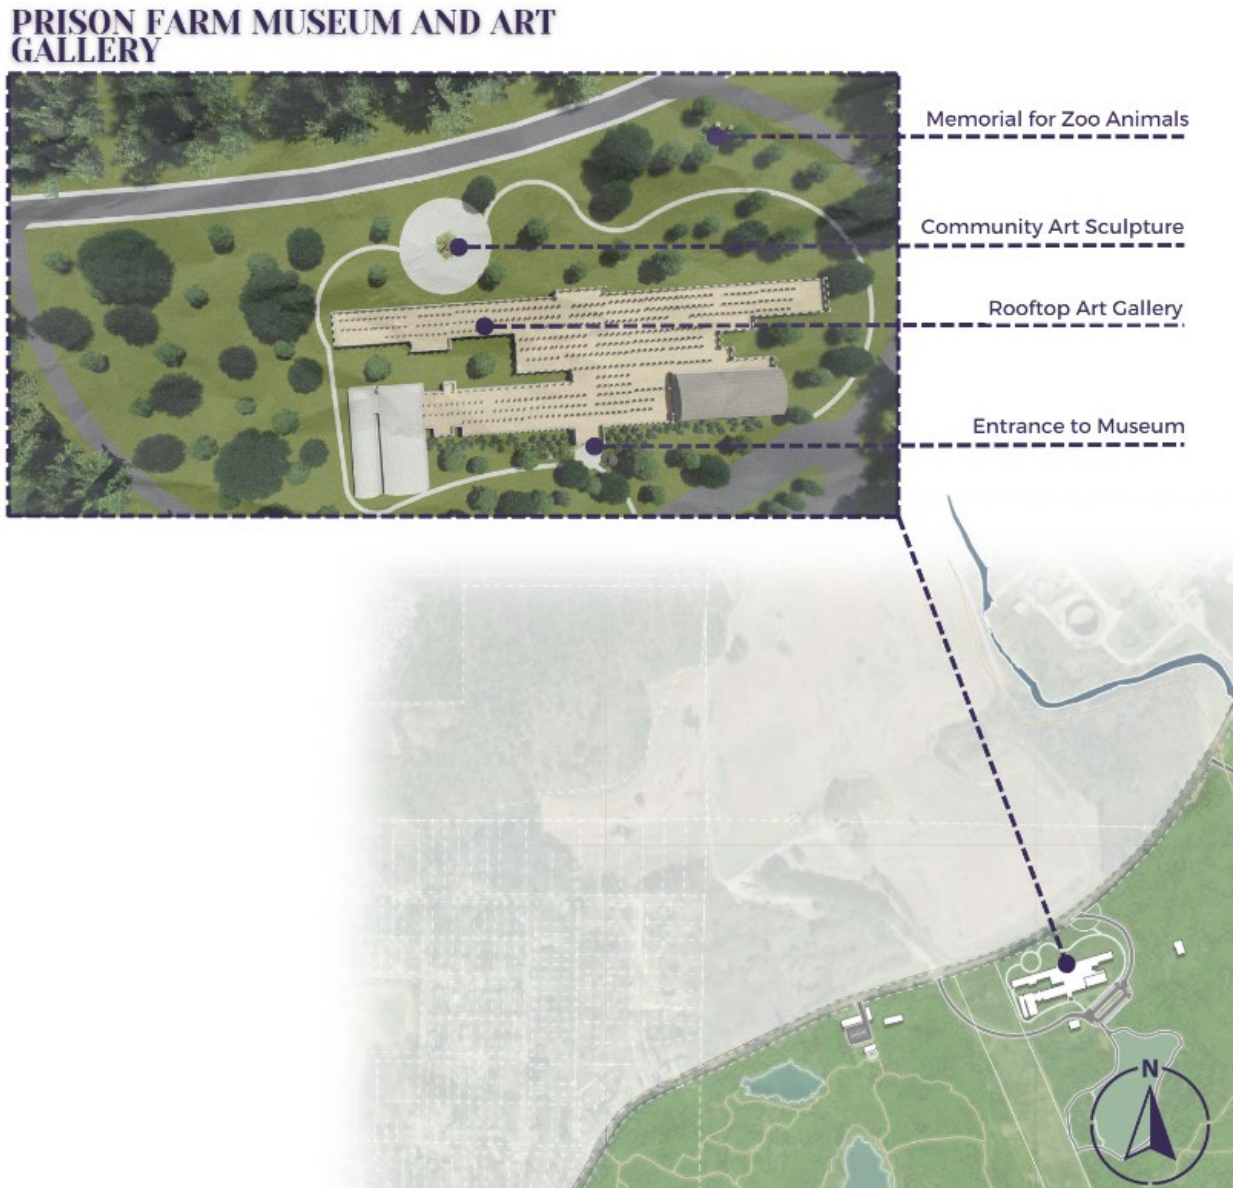 PRISON FARM MUSEUM AND ART
GALLERY
Memorial for Zoo Animals
Community Art Sculpture
Rooftop Art Gallery
Entrance to Museum
N